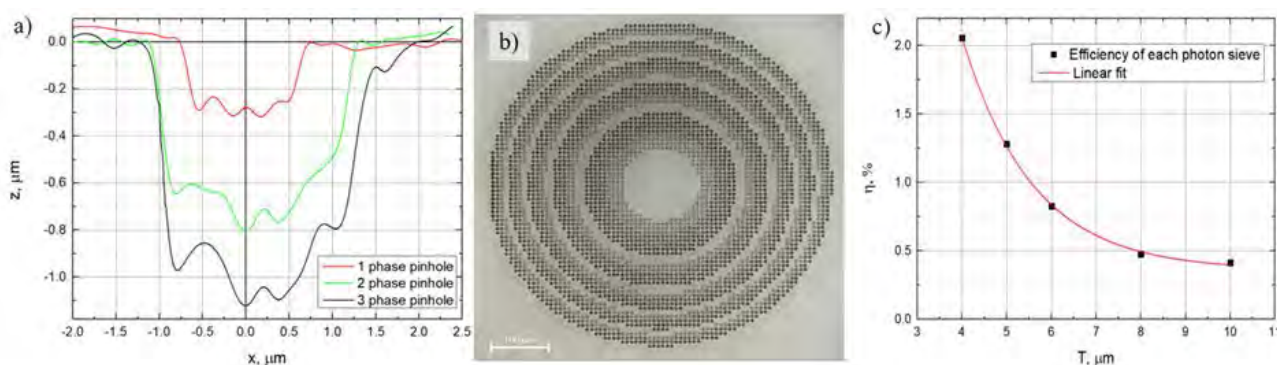 a)
0.0
-0.2
-0.4
-0.6
-0.8
-1.0
z, μm
1 phase pinhole
2 phase pinhole
3 phase pinhole
-2.0 -1.5 -1.0 -0.5 0.0 0.5 1.0 1.5 2.0 2.5
x, μm
b)
c)
2.0
1.5
1.0
0.5
0.0
η, %
Efficiency of each photon sieve
Linear fit
3 4 5 6 7 8 9 10 11
T, μm